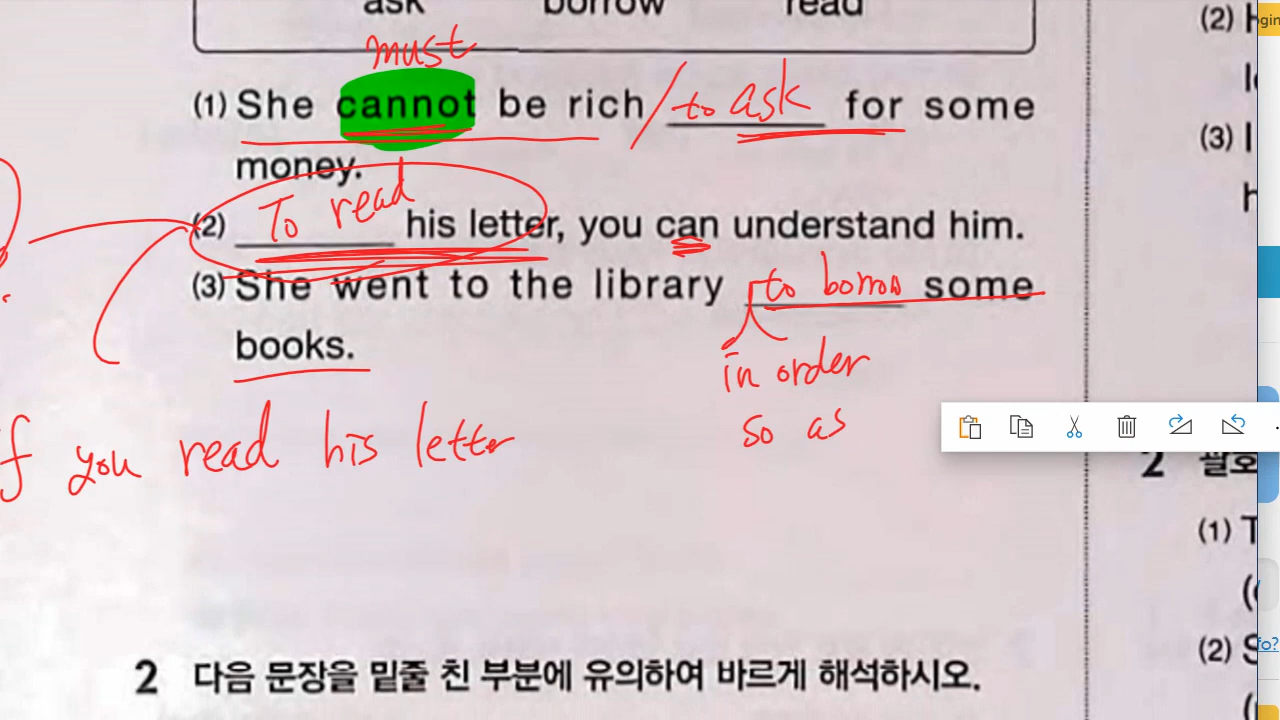 ask borrow read
must
(1) She cannot be rich / to ask for some
money.
(2) To read his letter, you can understand him.
(3) She went to the library to borrow some
books.
in order
so as
if you read his letter
2 다음 문장을 밑줄 친 부분에 유의하여 바르게 해석하시오.
(2)
(3) I
2 괄호
(1) T
(2) S